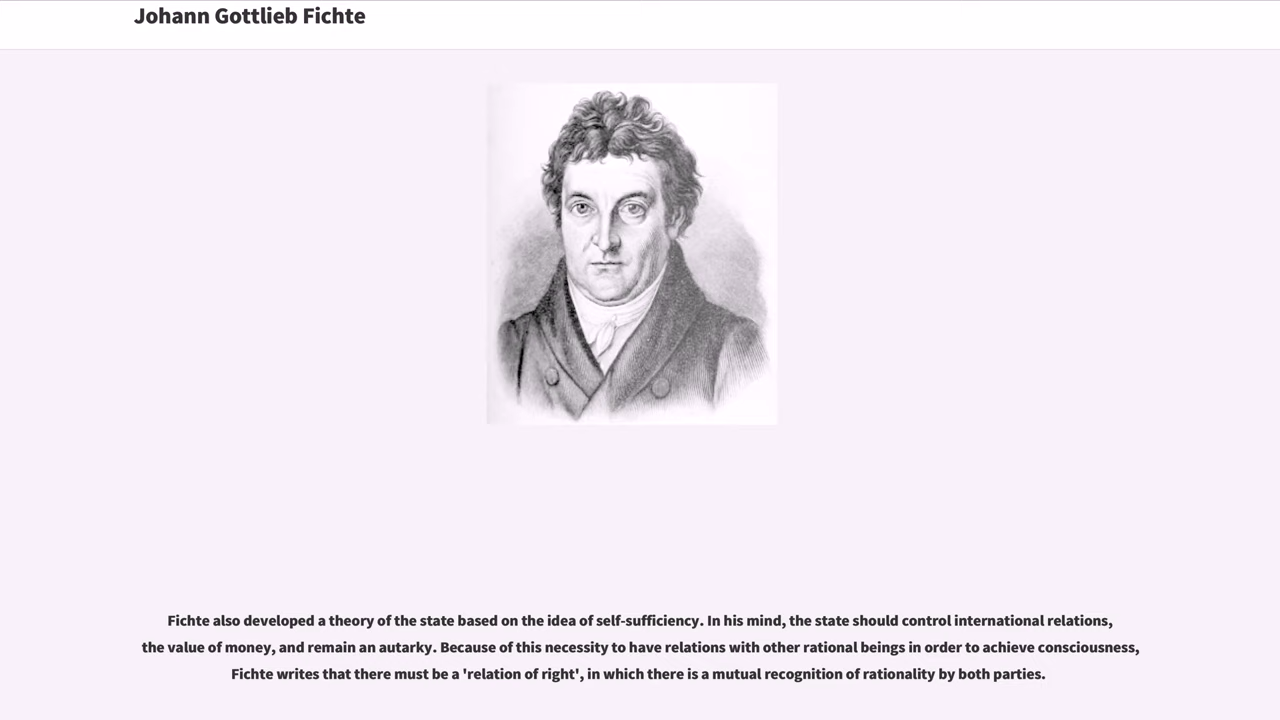 Johann Gottlieb Fichte
Fichte also developed a theory of the state based on the idea of self-sufficiency. In his mind, the state should control international relations,
the value of money, and remain an autarky. Because of this necessity to have relations with other rational beings in order to achieve consciousness,
Fichte writes that there must be a 'relation of right', in which there is a mutual recognition of rationality by both parties.